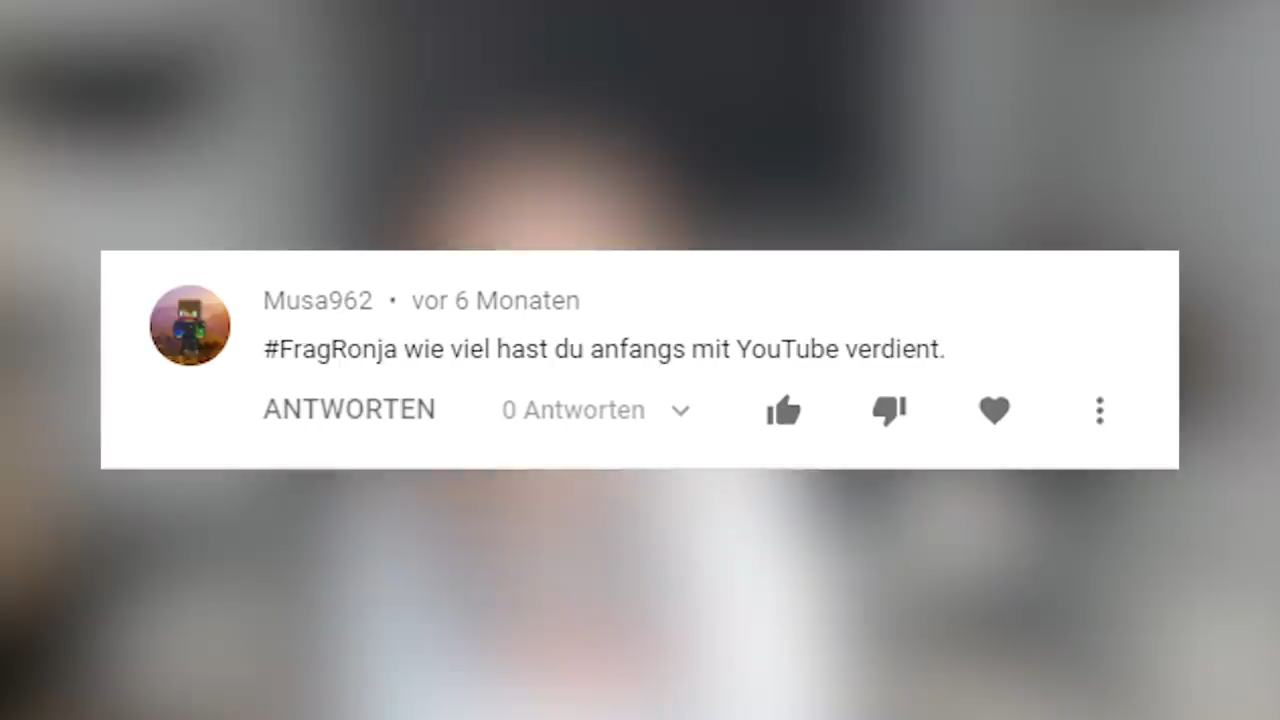 Musa962 • vor 6 Monaten
#FragRonja wie viel hast du anfangs mit YouTube verdient.
ANTWORTEN 0 Antworten